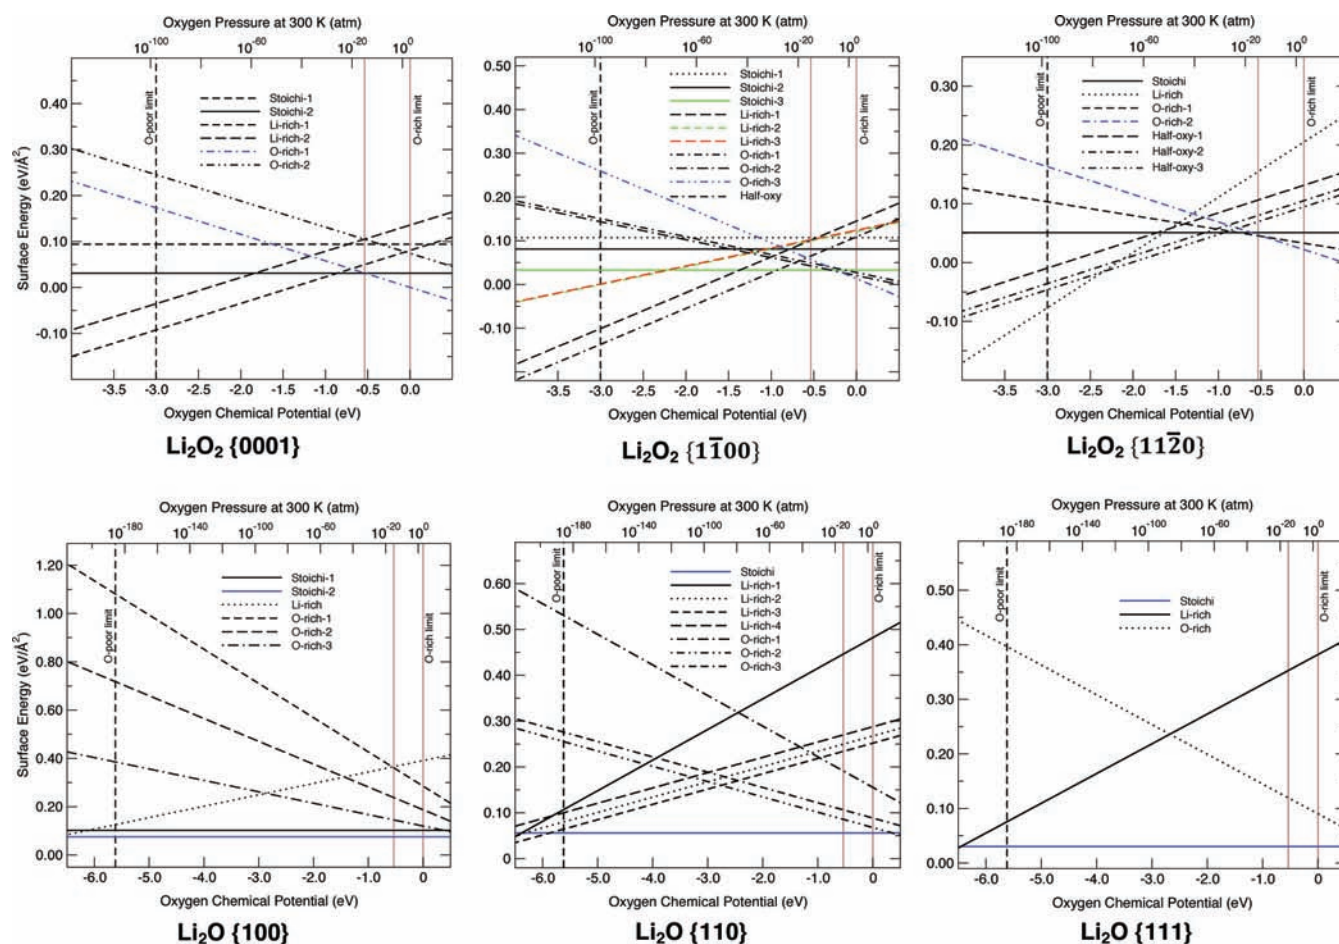 Oxygen Pressure at 300 K (atm)
10^-100 10^-60 10^-20 10^0
Surface Energy (eV/Å²)
0.40
0.30
0.20
0.10
0.00
-0.10
O-poor limit
O-rich limit
Stoichi-1
Stoichi-2
Li-rich-1
Li-rich-2
O-rich-1
O-rich-2
-3.5 -3.0 -2.5 -2.0 -1.5 -1.0 -0.5 0.0
Oxygen Chemical Potential (eV)
Li₂O₂ {0001}
Oxygen Pressure at 300 K (atm)
10^-100 10^-60 10^-20 10^0
0.50
0.40
0.30
0.20
0.10
0.00
-0.10
O-poor limit
O-rich limit
Stoichi-1
Stoichi-2
Stoichi-3
Li-rich-1
Li-rich-2
Li-rich-3
O-rich-1
O-rich-2
O-rich-3
Half-oxy
-3.5 -3.0 -2.5 -2.0 -1.5 -1.0 -0.5 0.0
Oxygen Chemical Potential (eV)
Li₂O₂ {11̅00}
Oxygen Pressure at 300 K (atm)
10^-100 10^-60 10^-20 10^0
0.30
0.20
0.10
0.00
-0.10
O-poor limit
O-rich limit
Stoichi
Li-rich
O-rich-1
O-rich-2
Half-oxy-1
Half-oxy-2
Half-oxy-3
-3.5 -3.0 -2.5 -2.0 -1.5 -1.0 -0.5 0.0
Oxygen Chemical Potential (eV)
Li₂O₂ {112̅0}
Oxygen Pressure at 300 K (atm)
10^-180 10^-140 10^-100 10^-60 10^-20 10^0
Surface Energy (eV/Å²)
1.20
1.00
0.80
0.60
0.40
0.20
0.00
O-poor limit
O-rich limit
Stoichi-1
Stoichi-2
Li-rich
O-rich-1
O-rich-2
O-rich-3
-6.0 -5.0 -4.0 -3.0 -2.0 -1.0 0
Oxygen Chemical Potential (eV)
Li₂O {100}
Oxygen Pressure at 300 K (atm)
10^-180 10^-140 10^-100 10^-60 10^-20 10^0
0.60
0.50
0.40
0.30
0.20
0.10
0
O-poor limit
O-rich limit
Stoichi
Li-rich-1
Li-rich-2
Li-rich-3
Li-rich-4
O-rich-1
O-rich-2
O-rich-3
-6.0 -5.0 -4.0 -3.0 -2.0 -1.0 0
Oxygen Chemical Potential (eV)
Li₂O {110}
Oxygen Pressure at 300 K (atm)
10^-180 10^-140 10^-100 10^-60 10^-20 10^0
0.50
0.40
0.30
0.20
0.10
0.00
O-poor limit
O-rich limit
Stoichi
Li-rich
O-rich
-6.0 -5.0 -4.0 -3.0 -2.0 -1.0 0
Oxygen Chemical Potential (eV)
Li₂O {111}